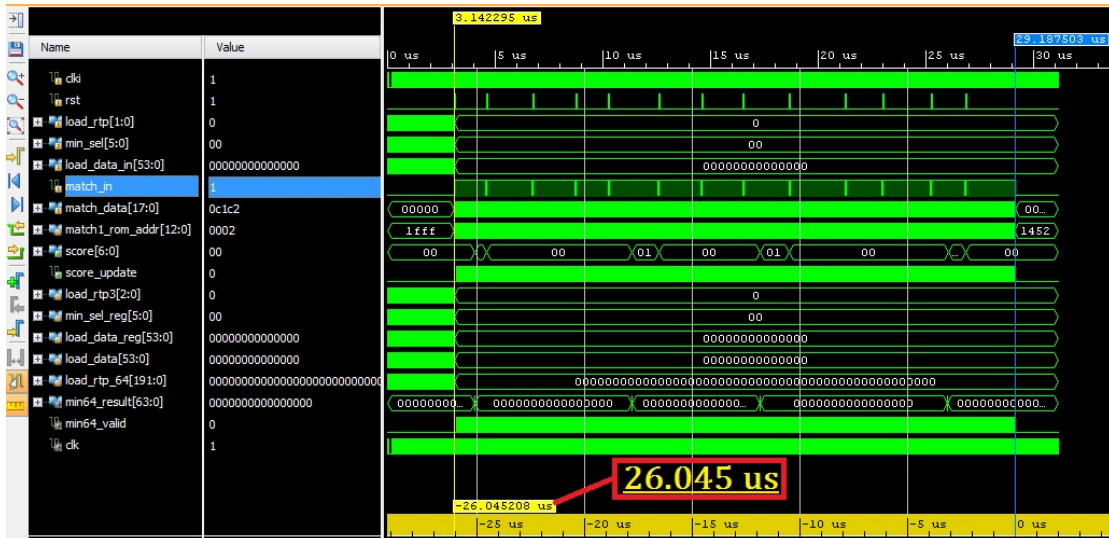 3.142295 us
29.187503 us
Name Value
0 us 5 us 10 us 15 us 20 us 25 us 30 us
clki 1
rst 1
load_rtp[1:0] 0 0
min_sel[5:0] 00 00
load_data_in[53:0] 00000000000000 00000000000000
match_in 1
match_data[17:0] 0c1c2 00000 00...
match1_rom_addr[12:0] 0002 1fff 1452
score[6:0] 00 00 00 01 00 01 00 ... 00
score_update 0
load_rtp3[2:0] 0 0
min_sel_reg[5:0] 00 00
load_data_reg[53:0] 00000000000000 00000000000000
load_data[53:0] 00000000000000 00000000000000
load_rtp_64[191:0]
min64_result[63:0] 0000000000000000 00000000... 0000000000000000 0000000000000... 0000000000000000 000000000000...
min64_valid 0
clk 1
26.045 us
-26.045208 us
-25 us -20 us -15 us -10 us -5 us 0 us